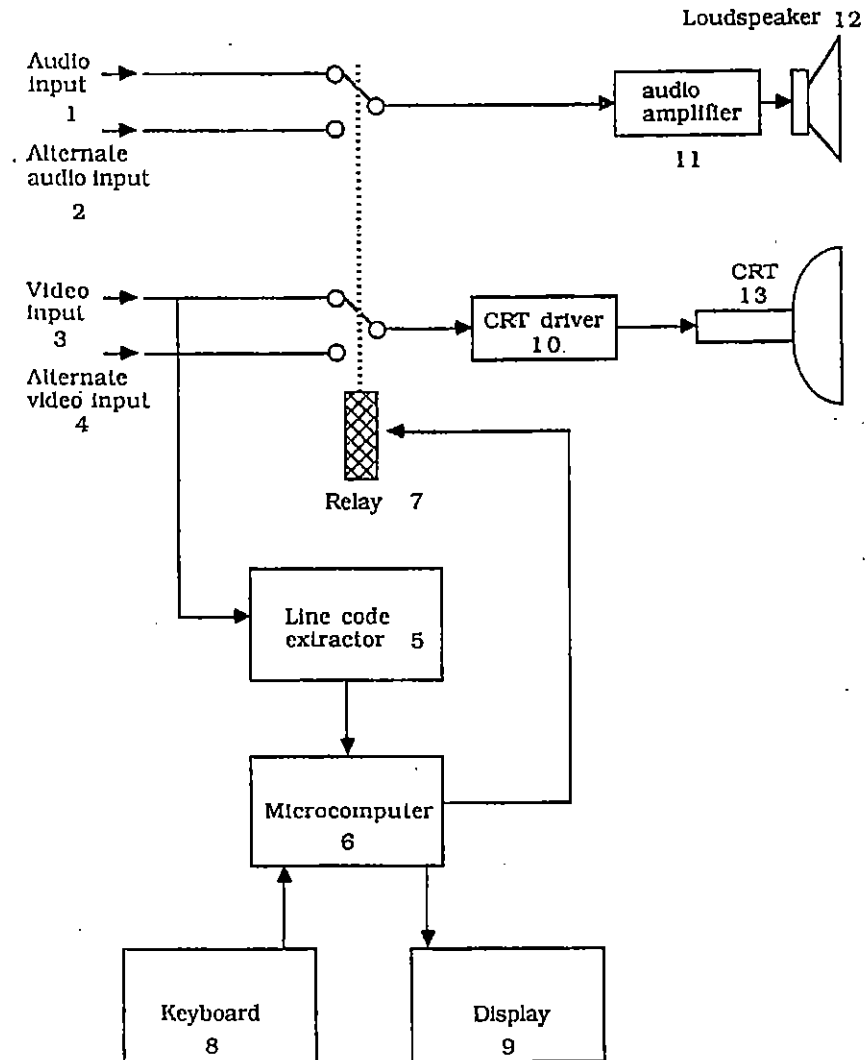 Loudspeaker 12
Audio
input
1
audio
amplifier
11
Alternate
audio input
2
Video
input
3
CRT
13
CRT driver
10.
Alternate
video input
4
Relay 7
Line code
extractor 5
Microcomputer
6
Keyboard
8
Display
9